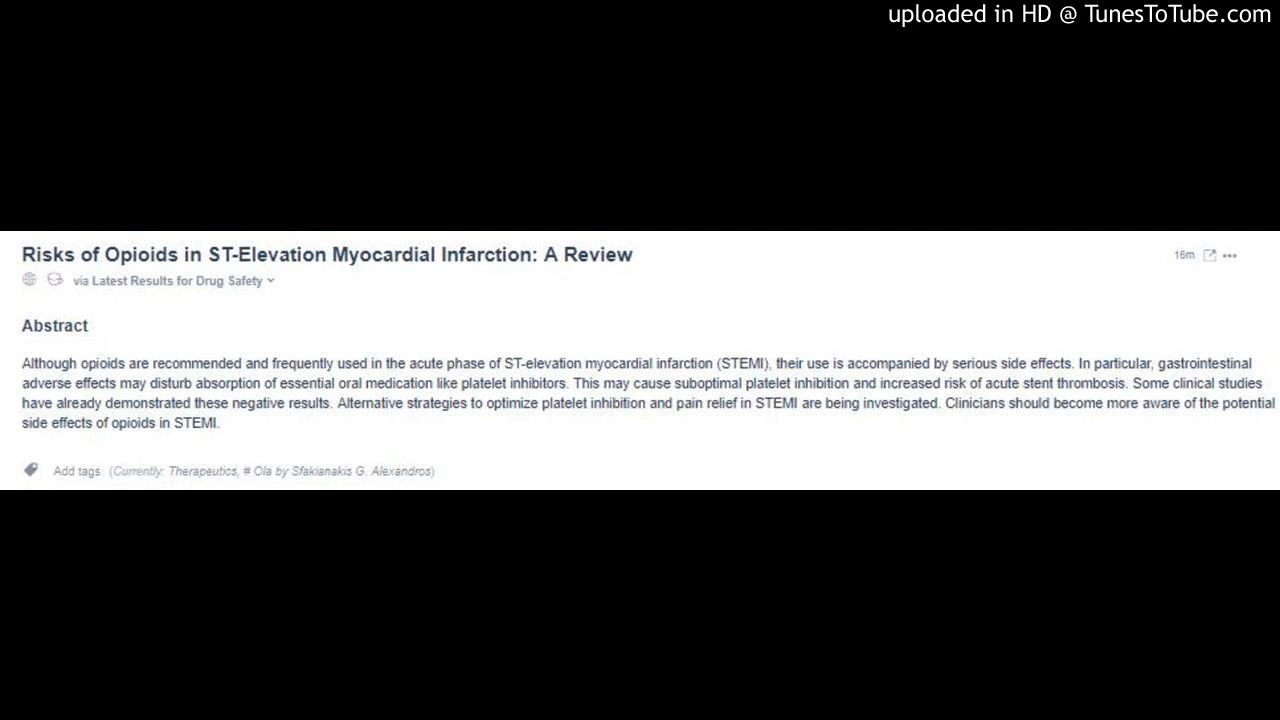 uploaded in HD @ TunesToTube.com
Risks of Opioids in ST-Elevation Myocardial Infarction: A Review
16m
via Latest Results for Drug Safety
Abstract
Although opioids are recommended and frequently used in the acute phase of ST-elevation myocardial infarction (STEMI), their use is accompanied by serious side effects. In particular, gastrointestinal
adverse effects may disturb absorption of essential oral medication like platelet inhibitors. This may cause suboptimal platelet inhibition and increased risk of acute stent thrombosis. Some clinical studies
have already demonstrated these negative results. Alternative strategies to optimize platelet inhibition and pain relief in STEMI are being investigated. Clinicians should become more aware of the potential
side effects of opioids in STEMI.
Add tags (Currently: Therapeutics, # Ola by Sfakianakis G. Alexandros)